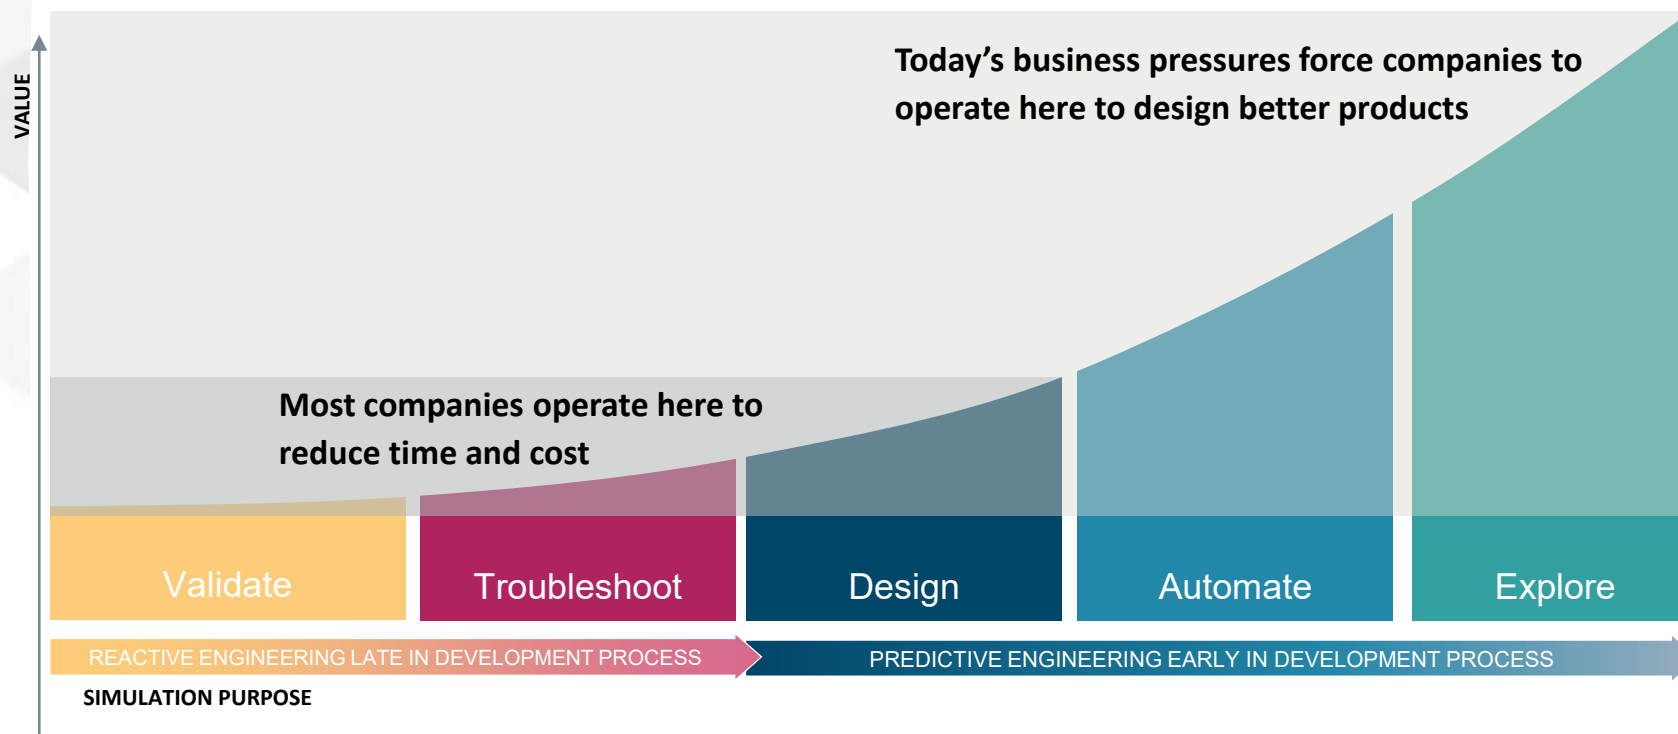 VALUE
Today's business pressures force companies to
operate here to design better products
Most companies operate here to
reduce time and cost
Validate
Troubleshoot
Design
Automate
Explore
REACTIVE ENGINEERING LATE IN DEVELOPMENT PROCESS
PREDICTIVE ENGINEERING EARLY IN DEVELOPMENT PROCESS
SIMULATION PURPOSE